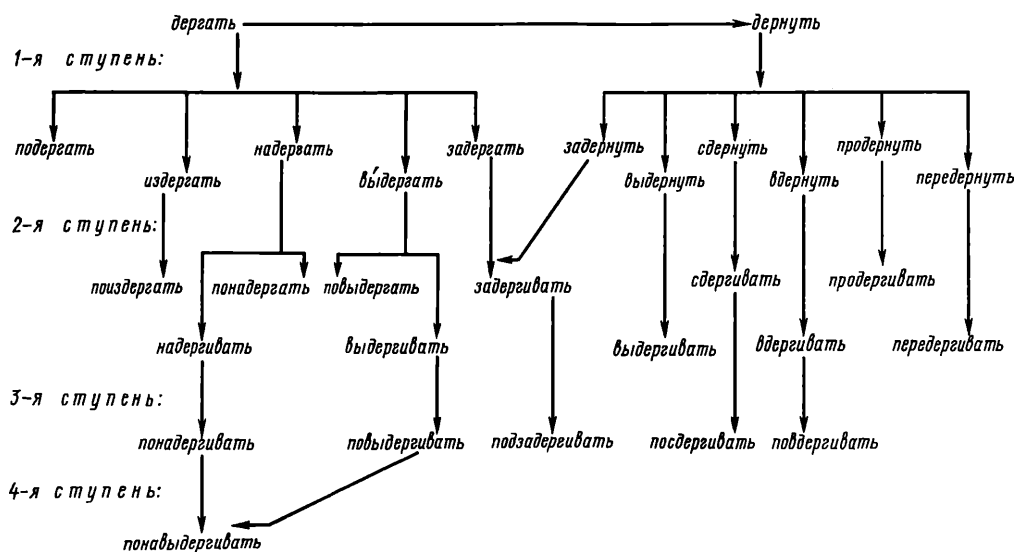 дергать дернуть
1-я ступень:
подергать надервать задергать задернуть сдернуть продернуть
издергать вы́дергать выдернуть вдернуть передернуть
2-я ступень:
поиздергать понадергать повыдергать задергивать сдергивать продергивать
надергивать выдергивать выдергивать вдергивать передергивать
3-я ступень:
понадергивать повыдергивать подзадергивать посдергивать повдергивать
4-я ступень:
понавыдергивать